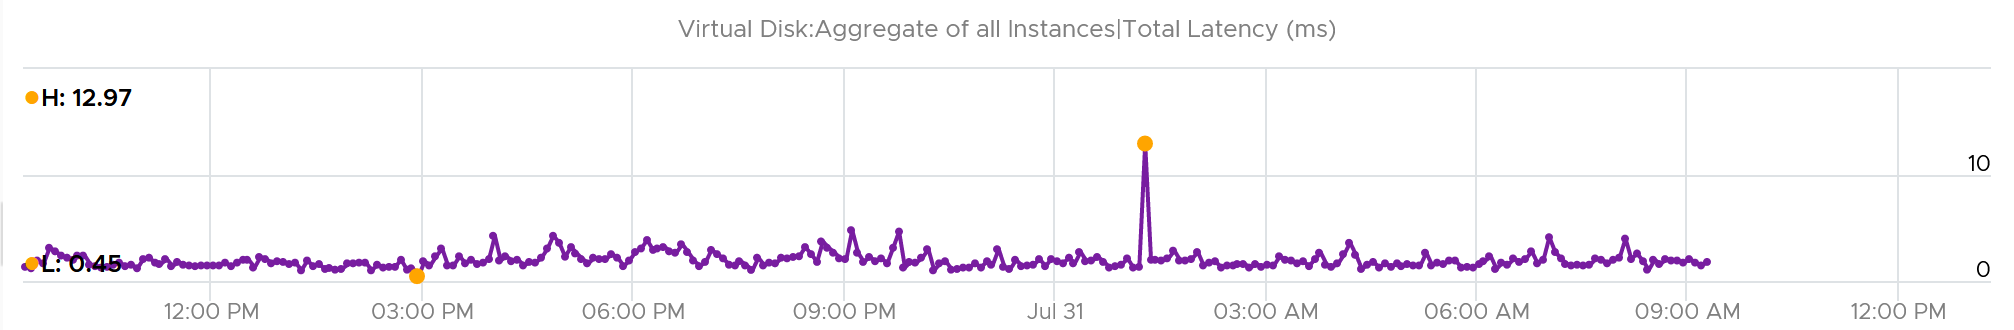 Virtual Disk:Aggregate of all Instances|Total Latency (ms)
H: 12.97
10
L: 0.45
0
12:00 PM 03:00 PM 06:00 PM 09:00 PM Jul 31 03:00 AM 06:00 AM 09:00 AM 12:00 PM